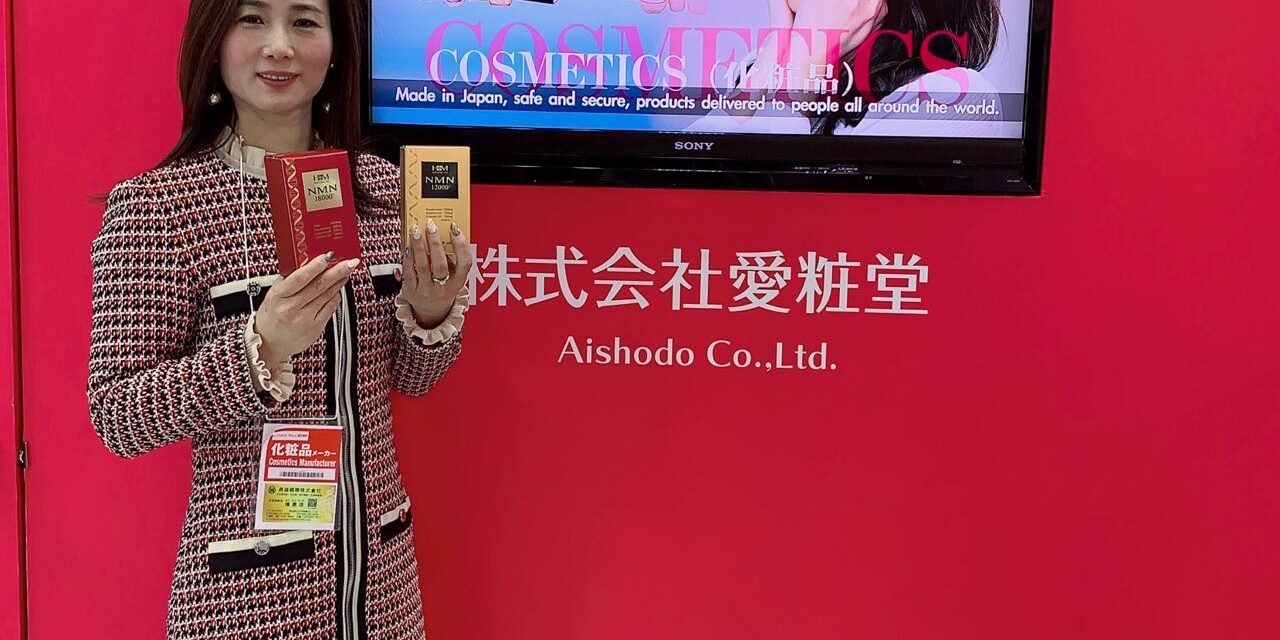 COSMETICS
COSMETICS (化粧品)
Made in Japan, safe and secure, products delivered to people all around the world.
SONY
NMN
18000+
NMN
12000+
株式会社愛粧堂
Aishodo Co.,Ltd.
化粧品メーカー
Cosmetics Manufacturer